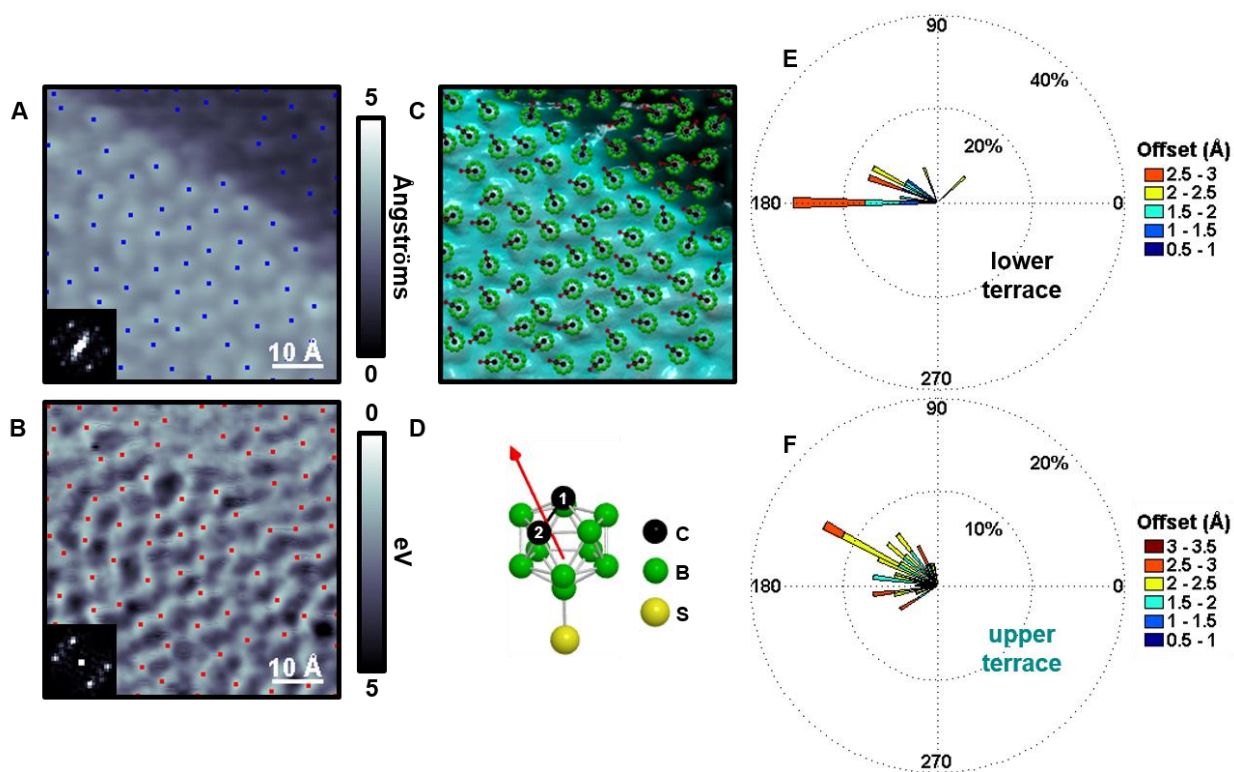 A
5
Ångströms
0
10 Å
B
0
eV
5
10 Å
C
D
1
2
C
B
S
E
90
40%
20%
180
0
270
lower
terrace
Offset (Å)
2.5 - 3
2 - 2.5
1.5 - 2
1 - 1.5
0.5 - 1
F
90
20%
10%
180
0
270
upper
terrace
Offset (Å)
3 - 3.5
2.5 - 3
2 - 2.5
1.5 - 2
1 - 1.5
0.5 - 1